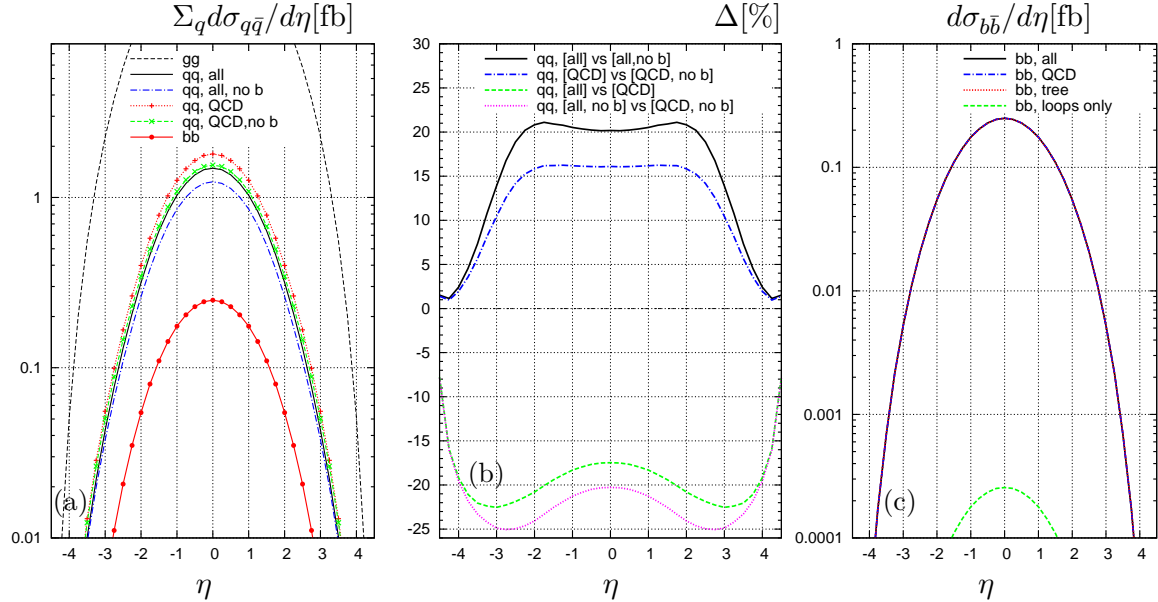 Σ_q dσ_{q\bar{q}}/dη[fb]
gg
qq, all
qq, all, no b
qq, QCD
qq, QCD,no b
bb
1
0.1
0.01
(a)
-4 -3 -2 -1 0 1 2 3 4
η
Δ[%]
qq, [all] vs [all,no b]
qq, [QCD] vs [QCD, no b]
qq, [all] vs [QCD]
qq, [all, no b] vs [QCD, no b]
30
25
20
15
10
5
0
-5
-10
-15
-20
-25
(b)
-4 -3 -2 -1 0 1 2 3 4
η
dσ_{b\bar{b}}/dη[fb]
bb, all
bb, QCD
bb, tree
bb, loops only
1
0.1
0.01
0.001
0.0001
(c)
-4 -3 -2 -1 0 1 2 3 4
η